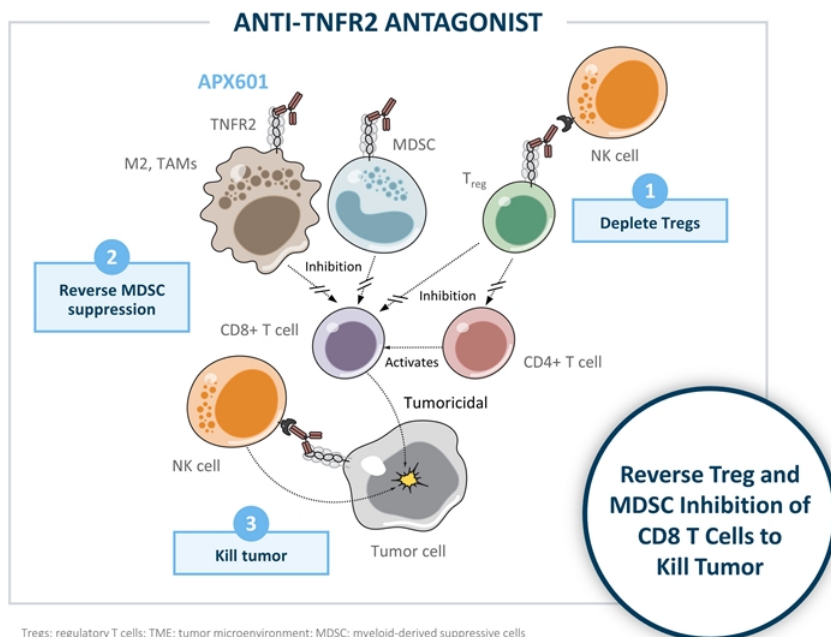 ANTI-TNFR2 ANTAGONIST
APX601
TNFR2
M2, TAMs
MDSC
Treg
NK cell
1
Deplete Tregs
2
Reverse MDSC
suppression
Inhibition
Inhibition
CD8+ T cell
Activates
CD4+ T cell
Tumoricidal
NK cell
3
Kill tumor
Tumor cell
Reverse Treg and
MDSC Inhibition of
CD8 T Cells to
Kill Tumor
Tregs: regulatory T cells; TME: tumor microenvironment; MDSC: myeloid-derived suppressive cells